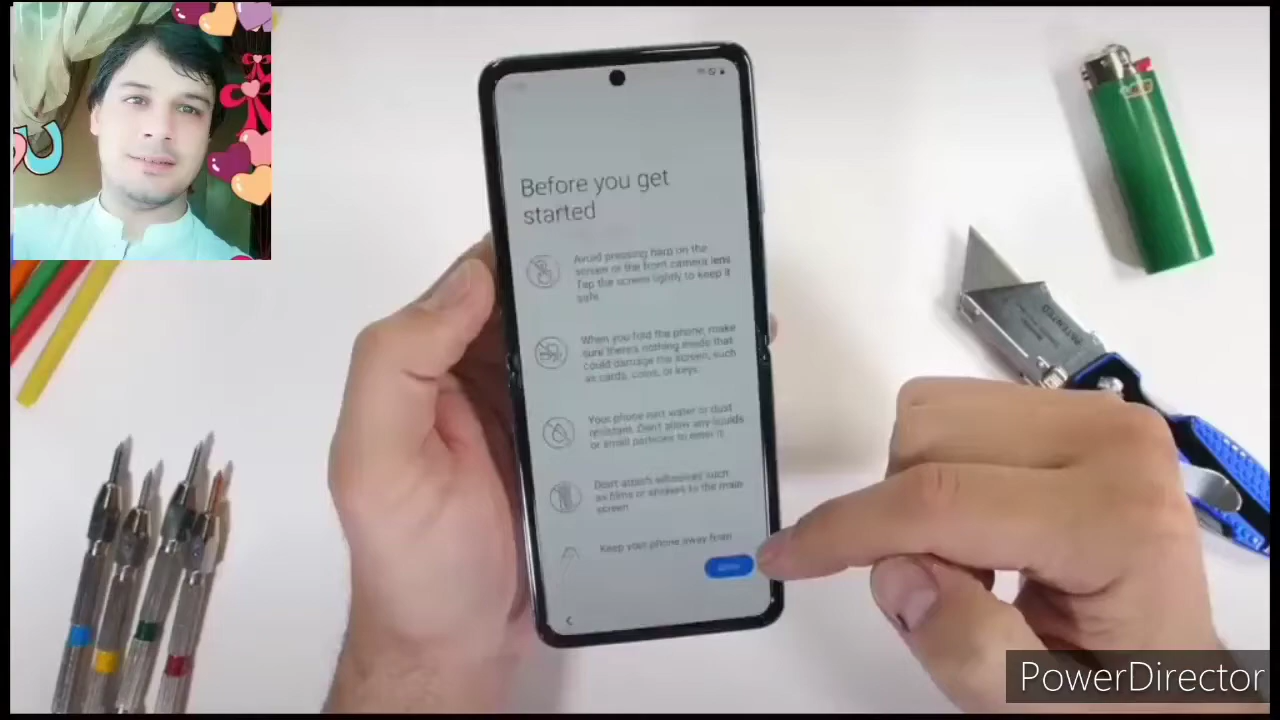 Before you get
started
Avoid pressing hard on the
screen or the front camera lens
Tap the screen lightly to keep it
safe.
When you fold the phone, make
sure there's nothing inside that
could damage the screen, such
as cards, coins, or keys.
Your phone isn't water or dust
resistant. Don't allow any liquids
or small particles to enter it.
Don't attach adhesives such
as films or stickers to the main
screen
Keep your phone away from
PATENTED
PowerDirector